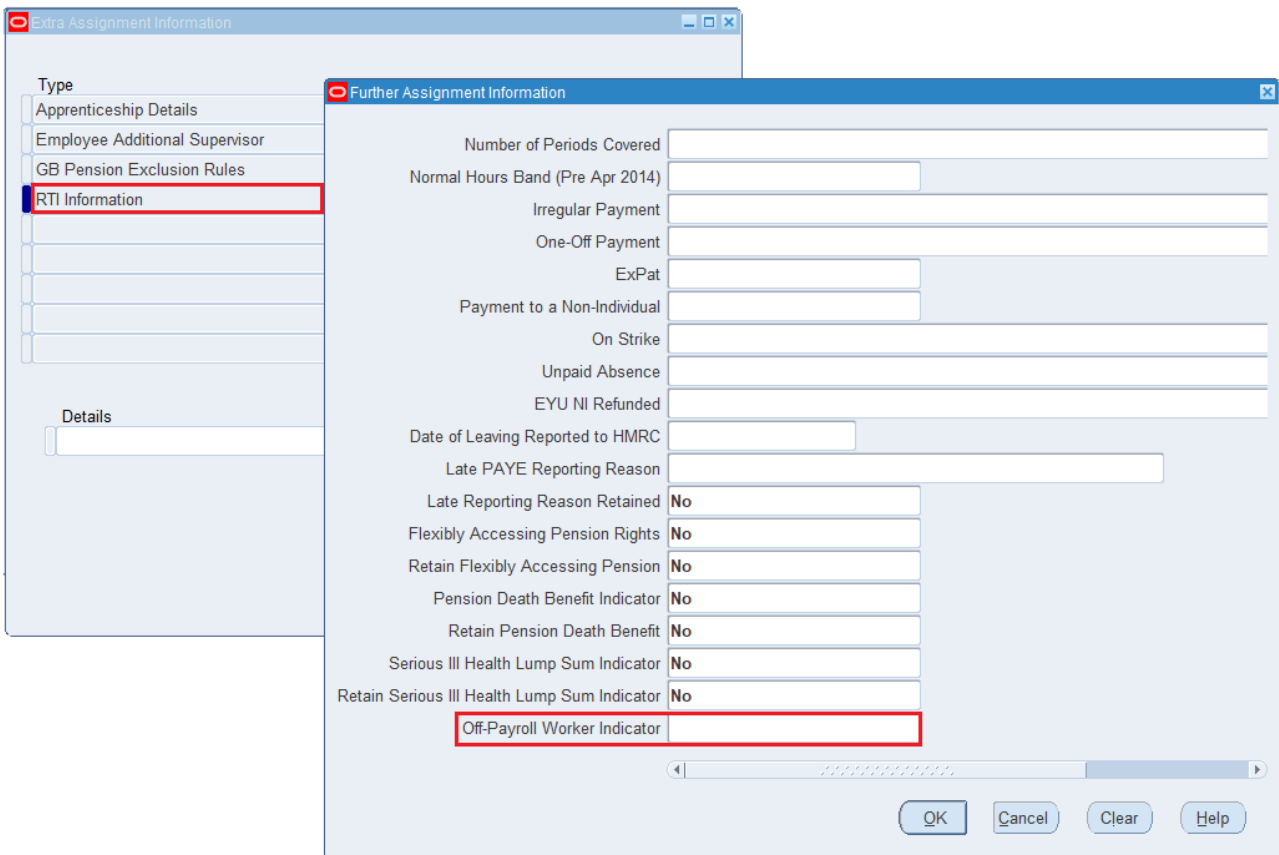 Extra Assignment Information
Type
Apprenticeship Details
Employee Additional Supervisor
GB Pension Exclusion Rules
RTI Information
Details
Further Assignment Information
Number of Periods Covered
Normal Hours Band (Pre Apr 2014)
Irregular Payment
One-Off Payment
ExPat
Payment to a Non-Individual
On Strike
Unpaid Absence
EYU NI Refunded
Date of Leaving Reported to HMRC
Late PAYE Reporting Reason
Late Reporting Reason Retained No
Flexibly Accessing Pension Rights No
Retain Flexibly Accessing Pension No
Pension Death Benefit Indicator No
Retain Pension Death Benefit No
Serious Ill Health Lump Sum Indicator No
Retain Serious Ill Health Lump Sum Indicator No
Off-Payroll Worker Indicator
OK Cancel Clear Help